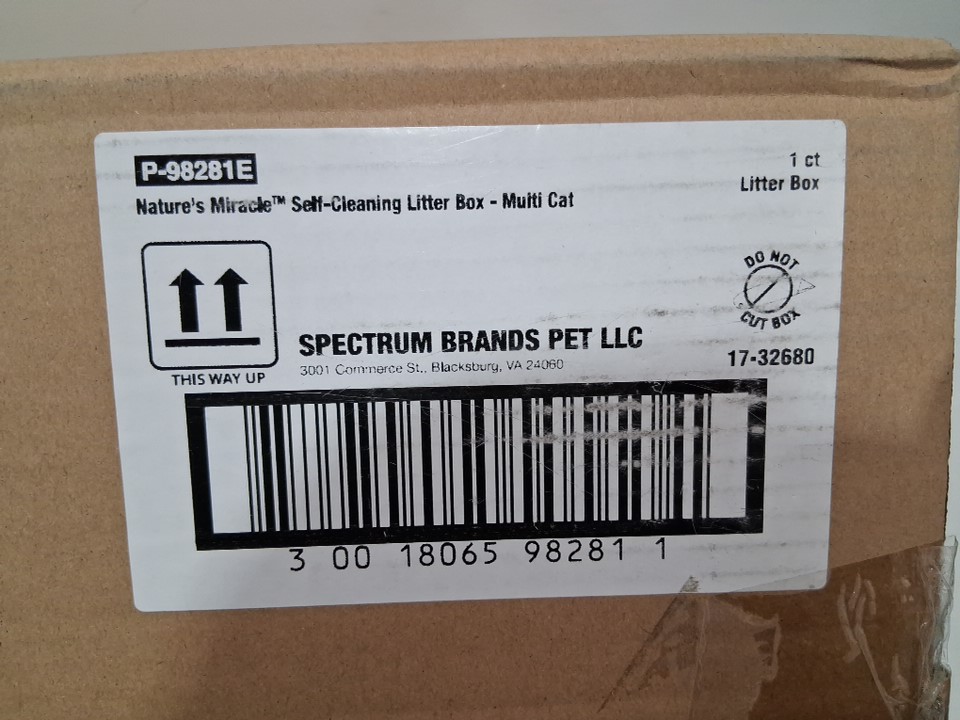 P-98281E
1 ct
Litter Box
Nature's Miracle™ Self-Cleaning Litter Box - Multi Cat
DO NOT
CUT BOX
THIS WAY UP
SPECTRUM BRANDS PET LLC
3001 Commerce St., Blacksburg, VA 24060
17-32680
3 00 18065 98281 1